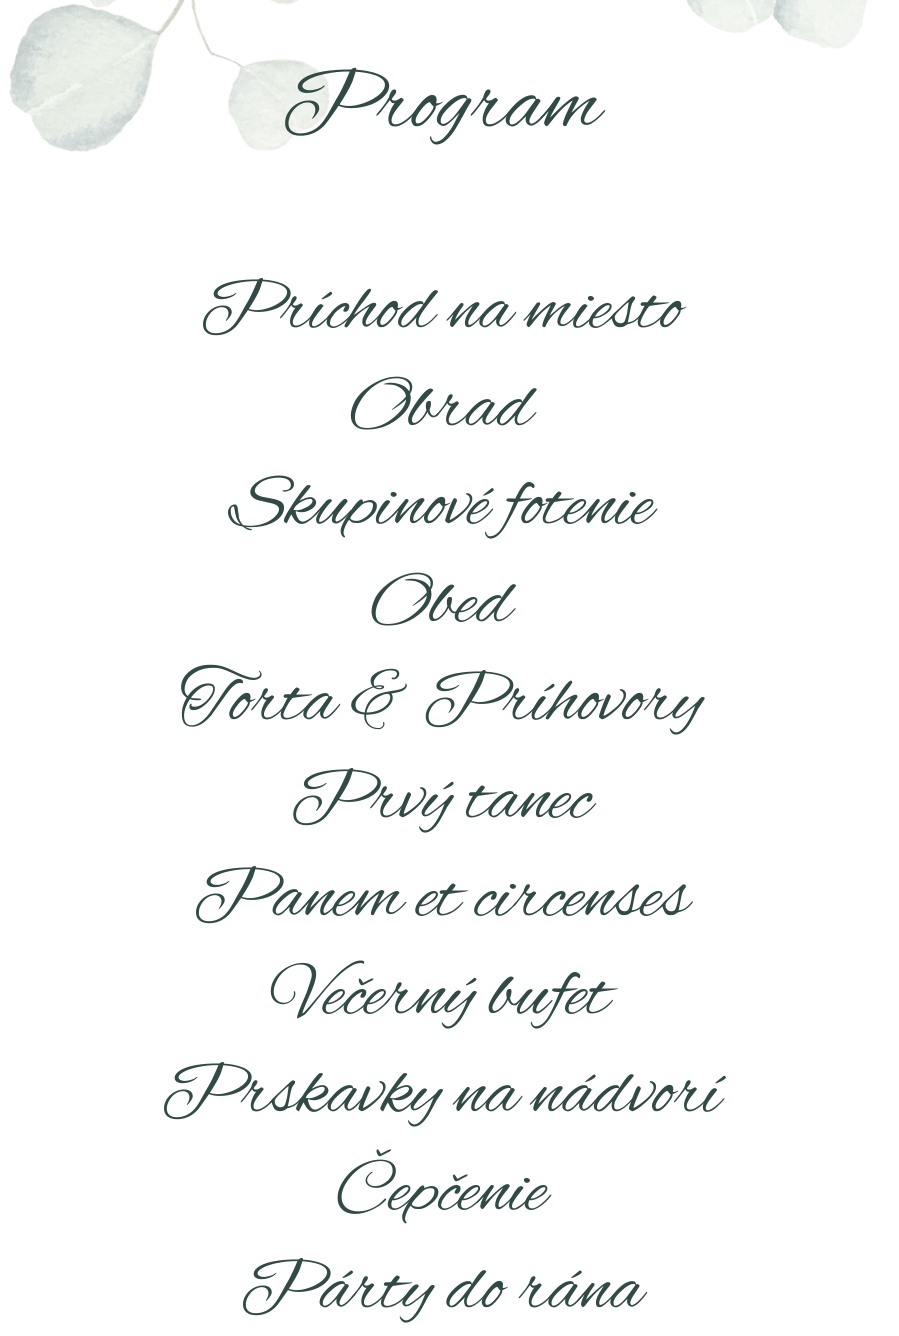 Program
Príchod na miesto
Obrad
Skupinové fotenie
Obed
Torta & Príhovory
Prvý tanec
Panem et circenses
Večerný bufet
Prskavky na nádvorí
Čepčenie
Párty do rána